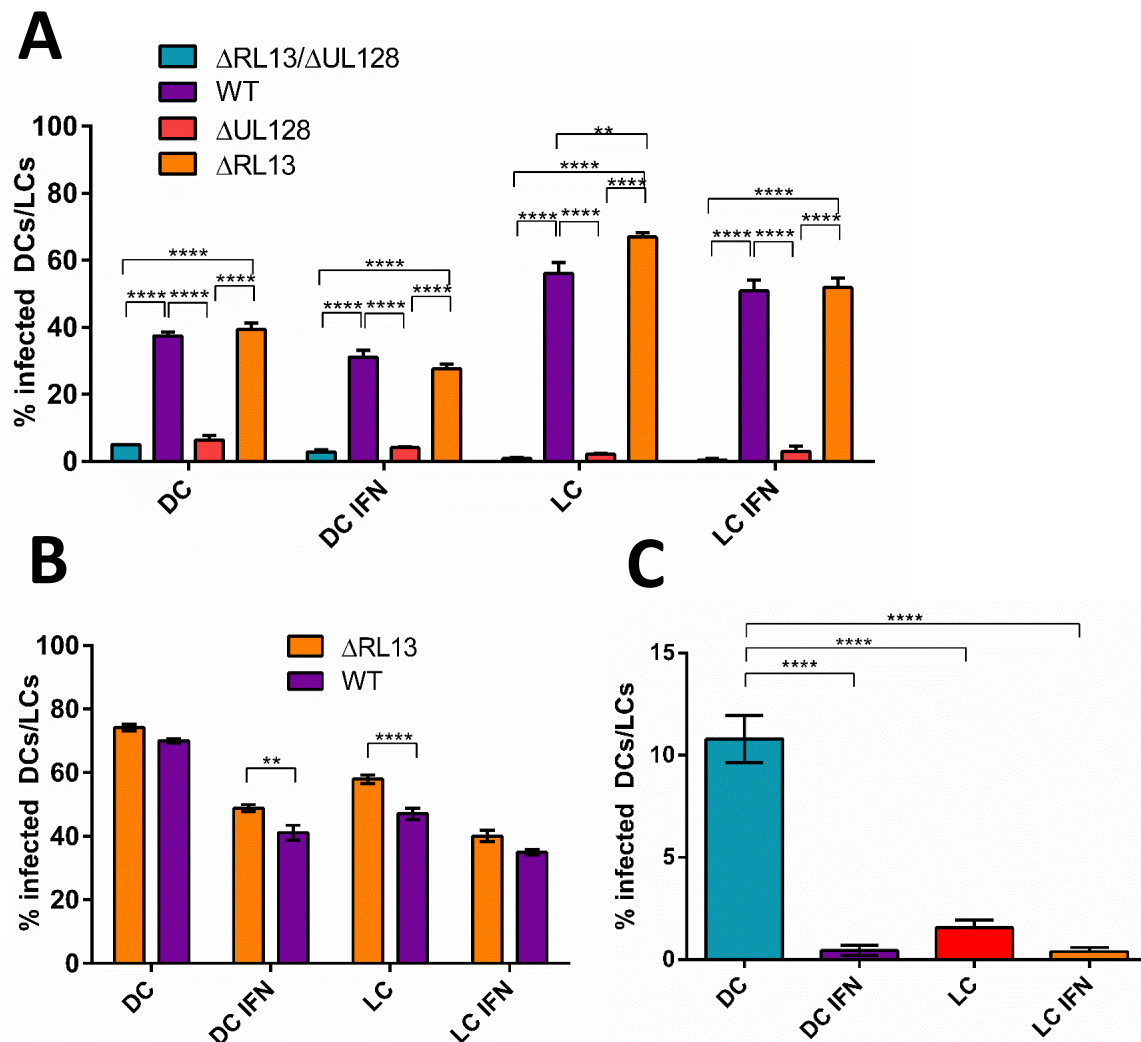 A
ΔRL13/ΔUL128
WT
ΔUL128
ΔRL13
% infected DCs/LCs
100
80
60
40
20
0
****
**** ****
****
****
**** ****
****
**
****
****
**** ****
****
****
**** ****
DC
DC IFN
LC
LC IFN
B
ΔRL13
WT
% infected DCs/LCs
100
80
60
40
20
0
**
****
DC
DC IFN
LC
LC IFN
C
% infected DCs/LCs
15
10
5
0
****
****
****
DC
DC IFN
LC
LC IFN